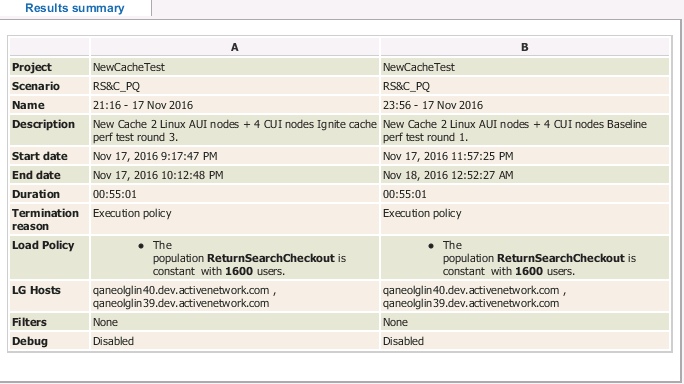 Results summary
A B
Project NewCacheTest NewCacheTest
Scenario RS&C_PQ RS&C_PQ
Name 21:16 - 17 Nov 2016 23:56 - 17 Nov 2016
Description New Cache 2 Linux AUI nodes + 4 CUI nodes Ignite cache New Cache 2 Linux AUI nodes + 4 CUI nodes Baseline
perf test round 3. perf test round 1.
Start date Nov 17, 2016 9:17:47 PM Nov 17, 2016 11:57:25 PM
End date Nov 17, 2016 10:12:48 PM Nov 18, 2016 12:52:27 AM
Duration 00:55:01 00:55:01
Termination Execution policy Execution policy
reason
Load Policy • The • The
population ReturnSearchCheckout is population ReturnSearchCheckout is
constant with 1600 users. constant with 1600 users.
LG Hosts qaneolglin40.dev.activenetwork.com , qaneolglin40.dev.activenetwork.com ,
qaneolglin39.dev.activenetwork.com qaneolglin39.dev.activenetwork.com
Filters None None
Debug Disabled Disabled